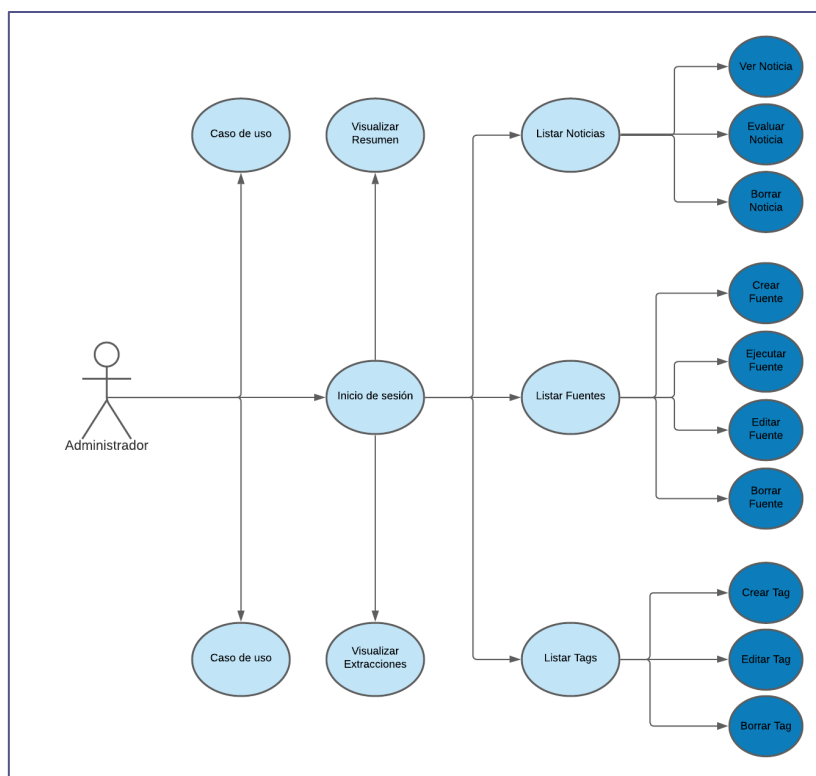 Ver Noticia
Caso de uso
Visualizar
Resumen
Listar Noticias
Evaluar
Noticia
Borrar
Noticia
Crear
Fuente
Ejecutar
Fuente
Administrador
Inicio de sesión
Listar Fuentes
Editar
Fuente
Borrar
Fuente
Crear Tag
Caso de uso
Visualizar
Extracciones
Listar Tags
Editar Tag
Borrar Tag